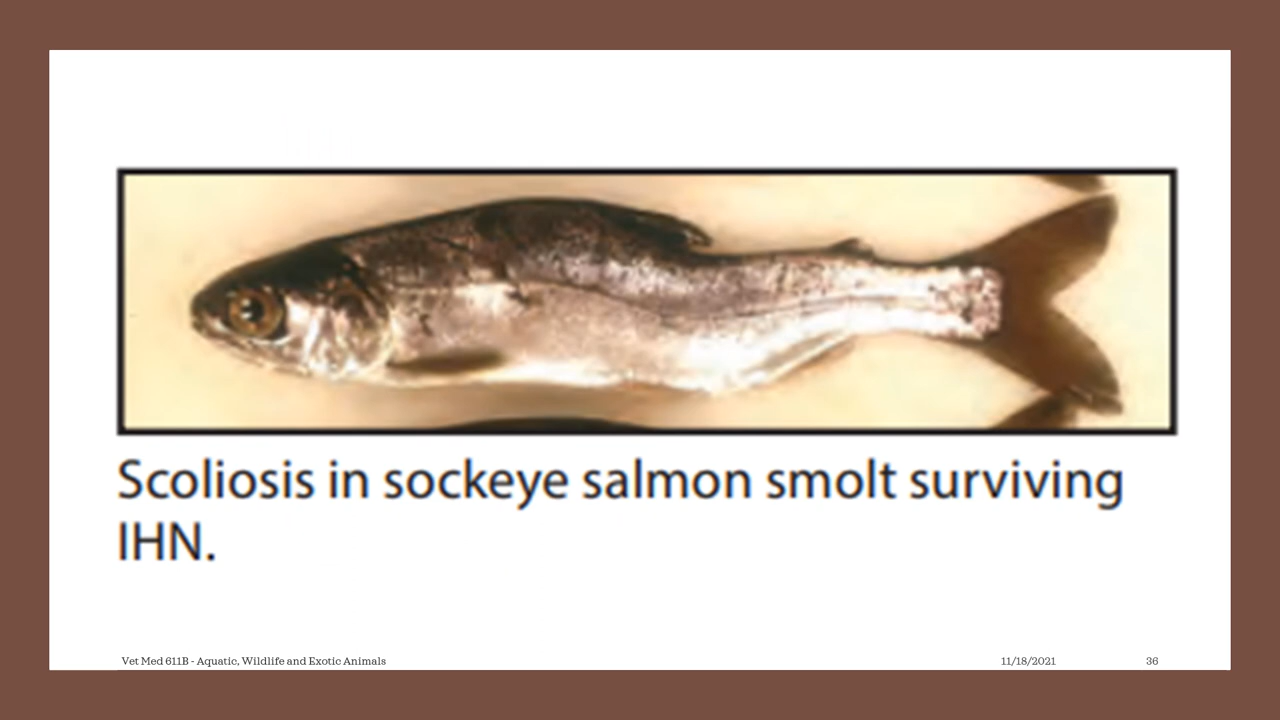 Scoliosis in sockeye salmon smolt surviving
IHN.
Vet Med 611B - Aquatic, Wildlife and Exotic Animals 11/18/2021 36